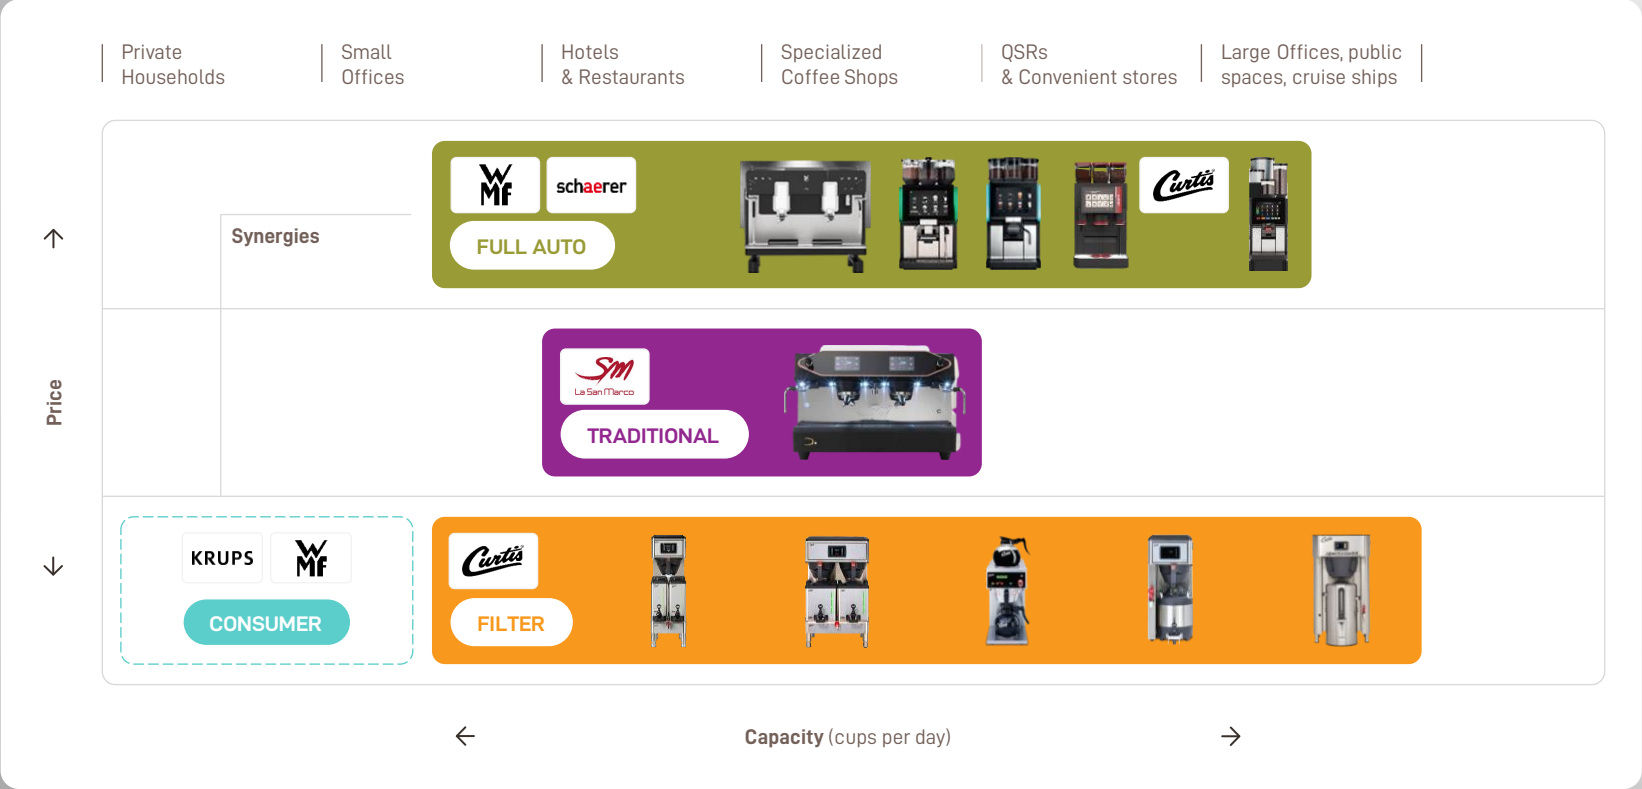 Private
Households
Small
Offices
Hotels
& Restaurants
Specialized
Coffee Shops
QSRs
& Convenient stores
Large Offices, public
spaces, cruise ships
WMF
schaerer
Curtis
FULL AUTO
Synergies
Price
SM
La San Marco
TRADITIONAL
KRUPS
WMF
CONSUMER
Curtis
FILTER
Capacity (cups per day)